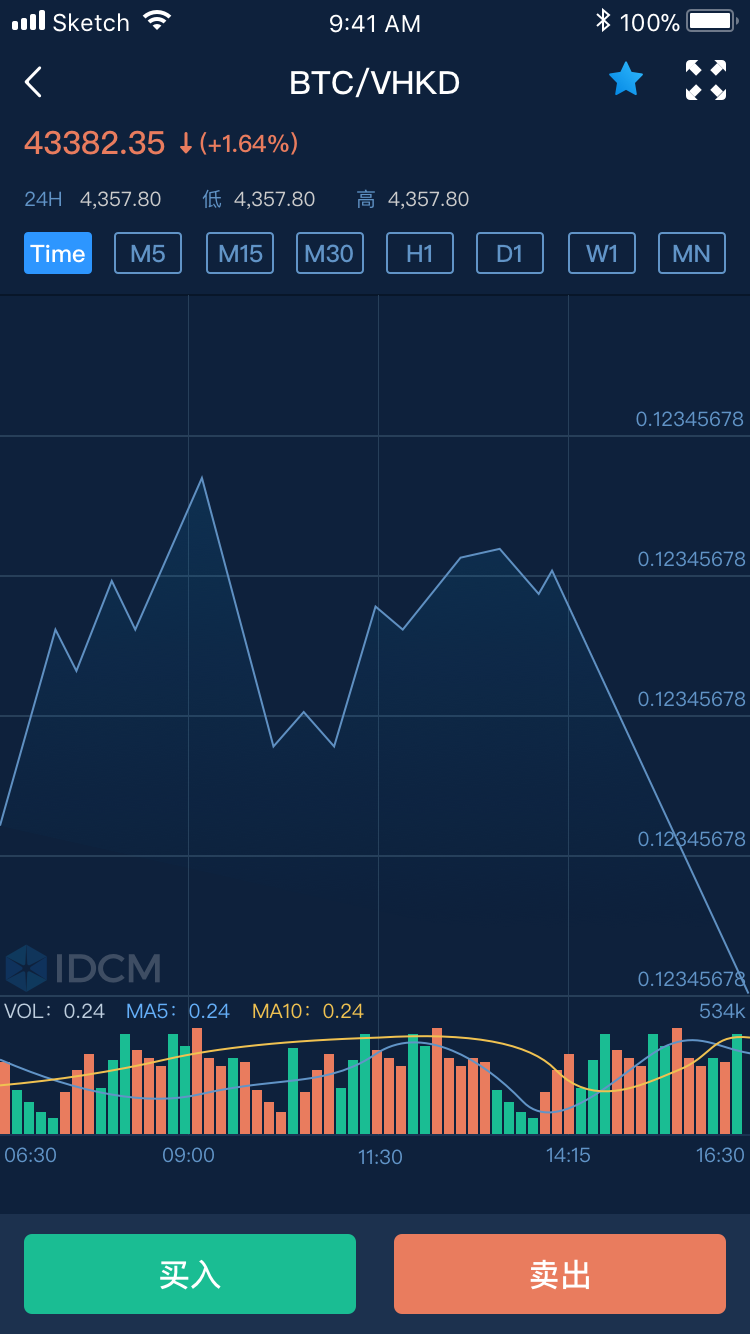 Sketch 9:41 AM 100%
BTC/VHKD
43382.35 ↓(+1.64%)
24H 4,357.80 低 4,357.80 高 4,357.80
Time M5 M15 M30 H1 D1 W1 MN
0.12345678
0.12345678
0.12345678
0.12345678
IDCM
0.12345678
VOL: 0.24 MA5: 0.24 MA10: 0.24 534k
06:30 09:00 11:30 14:15 16:30
买入 卖出